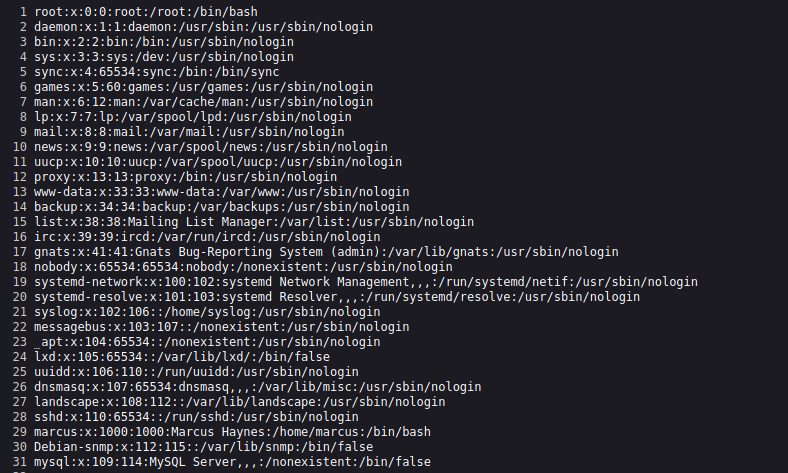 1 root:x:0:0:root:/root:/bin/bash
2 daemon:x:1:1:daemon:/usr/sbin:/usr/sbin/nologin
3 bin:x:2:2:bin:/bin:/usr/sbin/nologin
4 sys:x:3:3:sys:/dev:/usr/sbin/nologin
5 sync:x:4:65534:sync:/bin:/bin/sync
6 games:x:5:60:games:/usr/games:/usr/sbin/nologin
7 man:x:6:12:man:/var/cache/man:/usr/sbin/nologin
8 lp:x:7:7:lp:/var/spool/lpd:/usr/sbin/nologin
9 mail:x:8:8:mail:/var/mail:/usr/sbin/nologin
10 news:x:9:9:news:/var/spool/news:/usr/sbin/nologin
11 uucp:x:10:10:uucp:/var/spool/uucp:/usr/sbin/nologin
12 proxy:x:13:13:proxy:/bin:/usr/sbin/nologin
13 www-data:x:33:33:www-data:/var/www:/usr/sbin/nologin
14 backup:x:34:34:backup:/var/backups:/usr/sbin/nologin
15 list:x:38:38:Mailing List Manager:/var/list:/usr/sbin/nologin
16 irc:x:39:39:ircd:/var/run/ircd:/usr/sbin/nologin
17 gnats:x:41:41:Gnats Bug-Reporting System (admin):/var/lib/gnats:/usr/sbin/nologin
18 nobody:x:65534:65534:nobody:/nonexistent:/usr/sbin/nologin
19 systemd-network:x:100:102:systemd Network Management,,,:/run/systemd/netif:/usr/sbin/nologin
20 systemd-resolve:x:101:103:systemd Resolver,,,:/run/systemd/resolve:/usr/sbin/nologin
21 syslog:x:102:106::/home/syslog:/usr/sbin/nologin
22 messagebus:x:103:107::/nonexistent:/usr/sbin/nologin
23 _apt:x:104:65534::/nonexistent:/usr/sbin/nologin
24 lxd:x:105:65534::/var/lib/lxd/:/bin/false
25 uuidd:x:106:110::/run/uuidd:/usr/sbin/nologin
26 dnsmasq:x:107:65534:dnsmasq,,,:/var/lib/misc:/usr/sbin/nologin
27 landscape:x:108:112::/var/lib/landscape:/usr/sbin/nologin
28 sshd:x:110:65534::/run/sshd:/usr/sbin/nologin
29 marcus:x:1000:1000:Marcus Haynes:/home/marcus:/bin/bash
30 Debian-snmp:x:112:115::/var/lib/snmp:/bin/false
31 mysql:x:109:114:MySQL Server,,,:/nonexistent:/bin/false